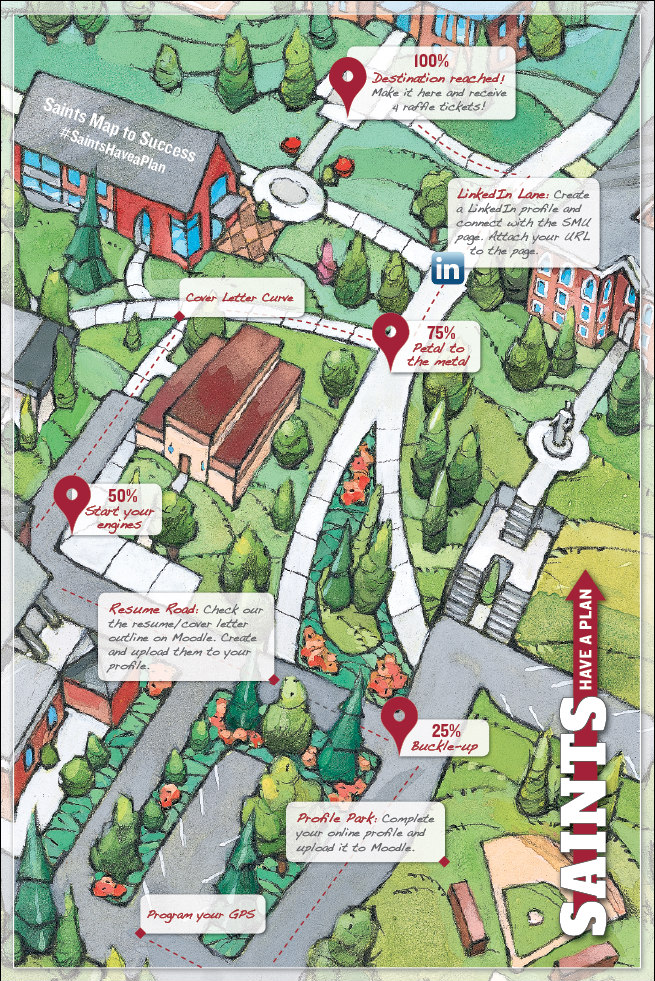 100%
Destination reached!
Make it here and receive
4 raffle tickets!
Saints Map to Success
#SaintsHaveaPlan
LinkedIn Lane: Create
a LinkedIn profile and
connect with the SMU
page. Attach your URL
to the page.
in
Cover Letter Curve
75%
Petal to
the metal
50%
Start your
engines
Resume Road: Check our
the resume/cover letter
outline on Moodle. Create
and upload them to your
profile.
25%
Buckle-up
Profile Park: Complete
your online profile and
upload it to Moodle.
Program your GPS
SAINTS
HAVE A PLAN